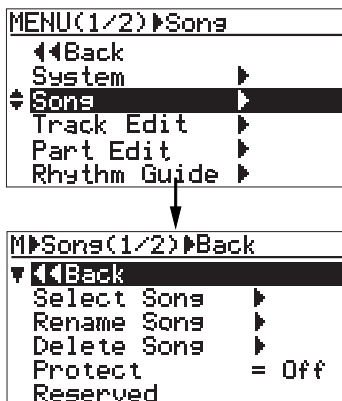 MENU(1/2)▶Song
◀◀Back
System ▶
Song ▶
Track Edit ▶
Part Edit ▶
Rhythm Guide ▶
M▶Song(1/2)▶Back
◀◀Back
Select Song ▶
Rename Song ▶
Delete Song ▶
Protect = Off
Reserved